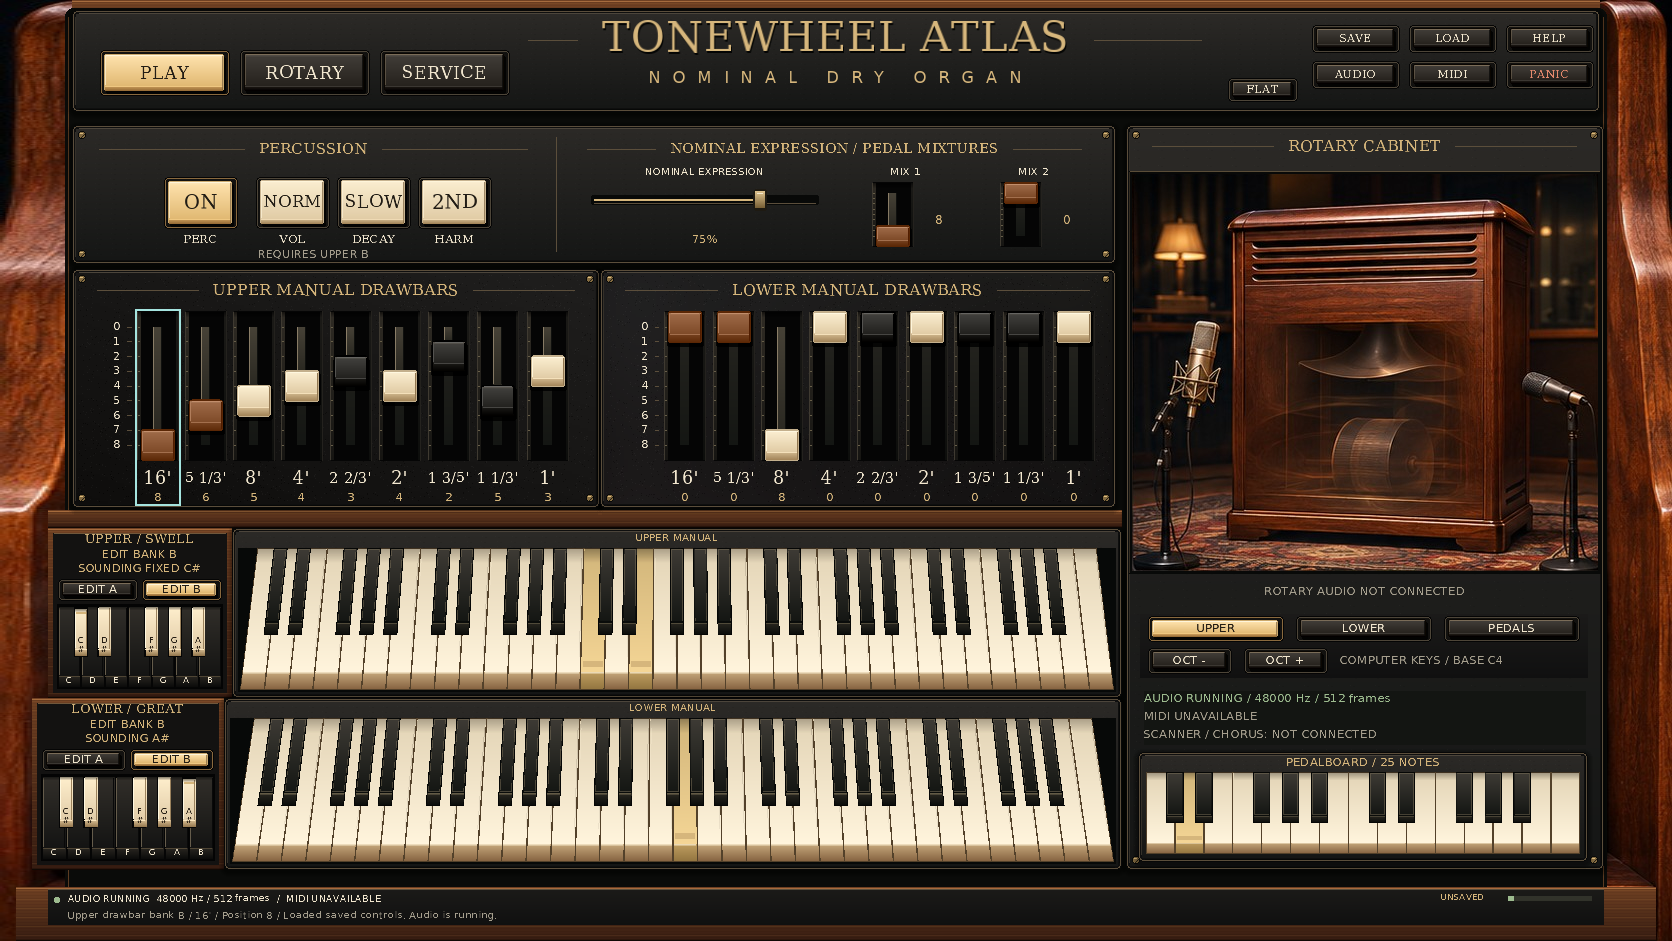 TONEWHEEL ATLAS
NOMINAL DRY ORGAN
PLAY
ROTARY
SERVICE
SAVE
LOAD
HELP
AUDIO
MIDI
PANIC
FLAT
PERCUSSION
ON
NORM
SLOW
2ND
PERC
VOL
DECAY
HARM
REQUIRES UPPER B
NOMINAL EXPRESSION / PEDAL MIXTURES
NOMINAL EXPRESSION
MIX 1
MIX 2
8
0
75%
ROTARY CABINET
UPPER MANUAL DRAWBARS
0
1
2
3
4
5
6
7
8
16' 5 1/3' 8' 4' 2 2/3' 2' 1 3/5' 1 1/3' 1'
8 6 5 4 3 4 2 5 3
LOWER MANUAL DRAWBARS
0
1
2
3
4
5
6
7
8
16' 5 1/3' 8' 4' 2 2/3' 2' 1 3/5' 1 1/3' 1'
0 0 8 0 0 0 0 0 0
UPPER / SWELL
EDIT BANK B
SOUNDING FIXED C#
EDIT A
EDIT B
C# D# F# G# A#
C D E F G A B
UPPER MANUAL
LOWER / GREAT
EDIT BANK B
SOUNDING A#
EDIT A
EDIT B
C# D# F# G# A#
C D E F G A B
LOWER MANUAL
ROTARY AUDIO NOT CONNECTED
UPPER
LOWER
PEDALS
OCT -
OCT +
COMPUTER KEYS / BASE C4
AUDIO RUNNING / 48000 Hz / 512 frames
MIDI UNAVAILABLE
SCANNER / CHORUS: NOT CONNECTED
PEDALBOARD / 25 NOTES
AUDIO RUNNING 48000 Hz / 512 frames / MIDI UNAVAILABLE
Upper drawbar bank B / 16' / Position 8 / Loaded saved controls. Audio is running.
UNSAVED